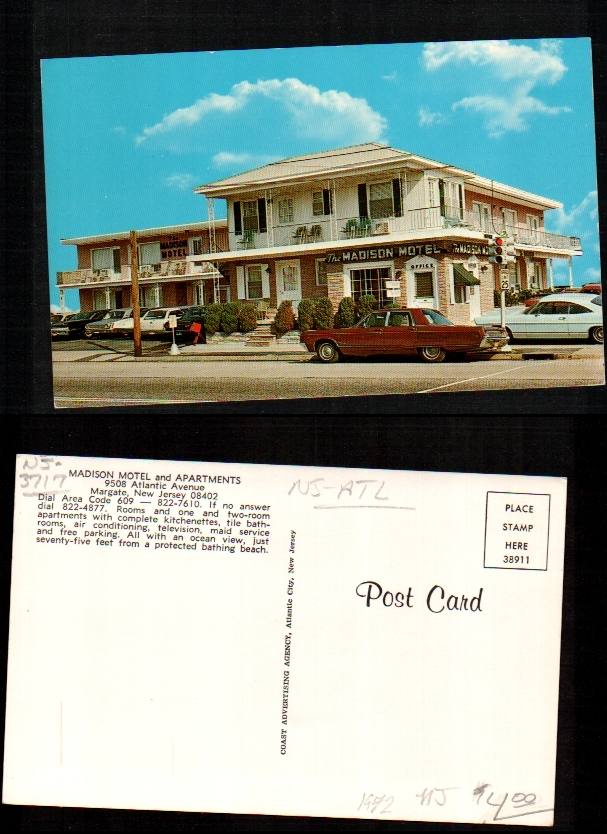 MADISON
MOTEL
The MADISON MOTEL
The MADISON MO
OFFICE
NJ-
3717
MADISON MOTEL and APARTMENTS
9508 Atlantic Avenue
Margate, New Jersey 08402
Dial Area Code 609 — 822-7610. If no answer
dial 822-4877. Rooms and one and two-room
apartments with complete kitchenettes, tile bath-
rooms, air conditioning, television, maid service
and free parking. All with an ocean view, just
seventy-five feet from a protected bathing beach.
COAST ADVERTISING AGENCY, Atlantic City, New Jersey
NJ-ATL
PLACE
STAMP
HERE
38911
Post Card
1972 NJ $4.00